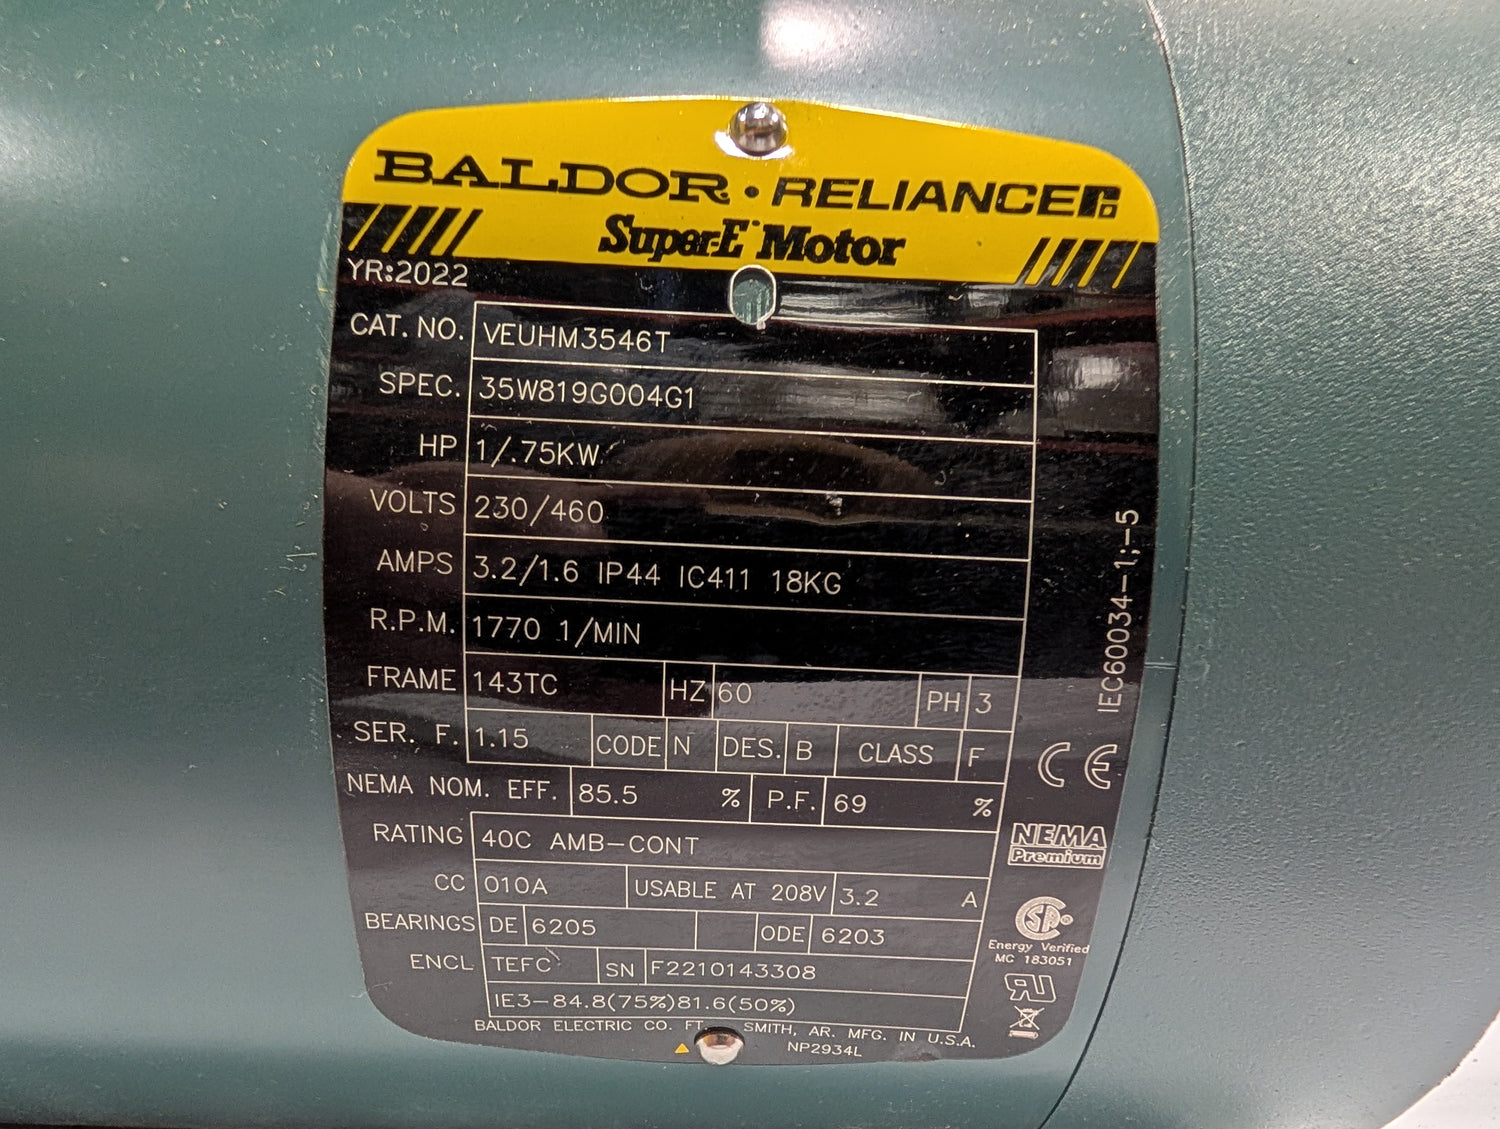 BALDOR • RELIANCE
Super-E Motor
YR:2022
CAT. NO. VEUHM3546T
SPEC. 35W819G004G1
HP 1/.75KW
VOLTS 230/460
AMPS 3.2/1.6 IP44 IC411 18KG
R.P.M. 1770 1/MIN
FRAME 143TC HZ 60 PH 3
SER. F. 1.15 CODE N DES. B CLASS F
NEMA NOM. EFF. 85.5 % P.F. 69 %
RATING 40C AMB-CONT
CC 010A USABLE AT 208V 3.2 A
BEARINGS DE 6205 ODE 6203
ENCL TEFC SN F2210143308
IE3-84.8(75%)81.6(50%)
BALDOR ELECTRIC CO. FT. SMITH, AR. MFG. IN U.S.A.
NP2934L
IEC60034-1;-5
CE
NEMA
Premium
Energy Verified
MC 183051